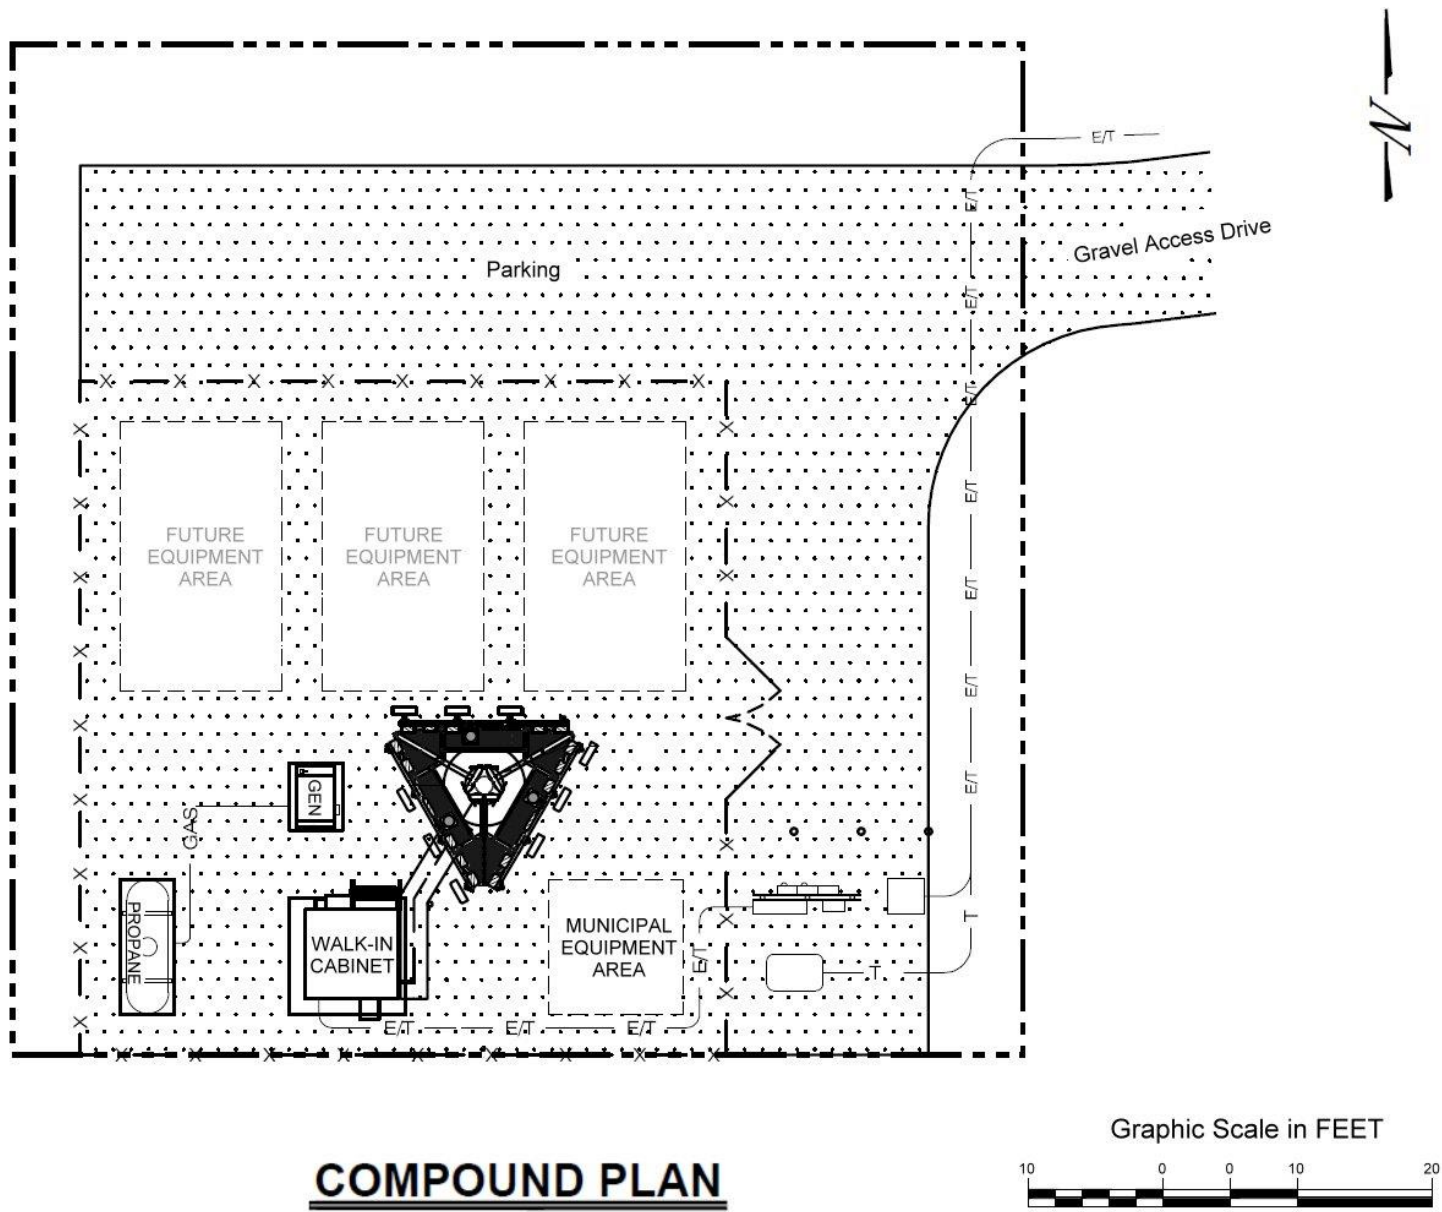 E/T
N
E/T
Gravel Access Drive
Parking
E/T
X X X X X X X X X
E/T
X X
E/T
X X
FUTURE
EQUIPMENT
AREA
FUTURE
EQUIPMENT
AREA
FUTURE
EQUIPMENT
AREA
X X
E/T
X
E/T
X
E/T
GEN
X
GAS
X
X
PROPANE
WALK-IN
CABINET
MUNICIPAL
EQUIPMENT
AREA
X
T
X
E/T
X
T
X
E/T
E/T
E/T
X X X X X X X X X
Graphic Scale in FEET
10 0 0 10 20
COMPOUND PLAN